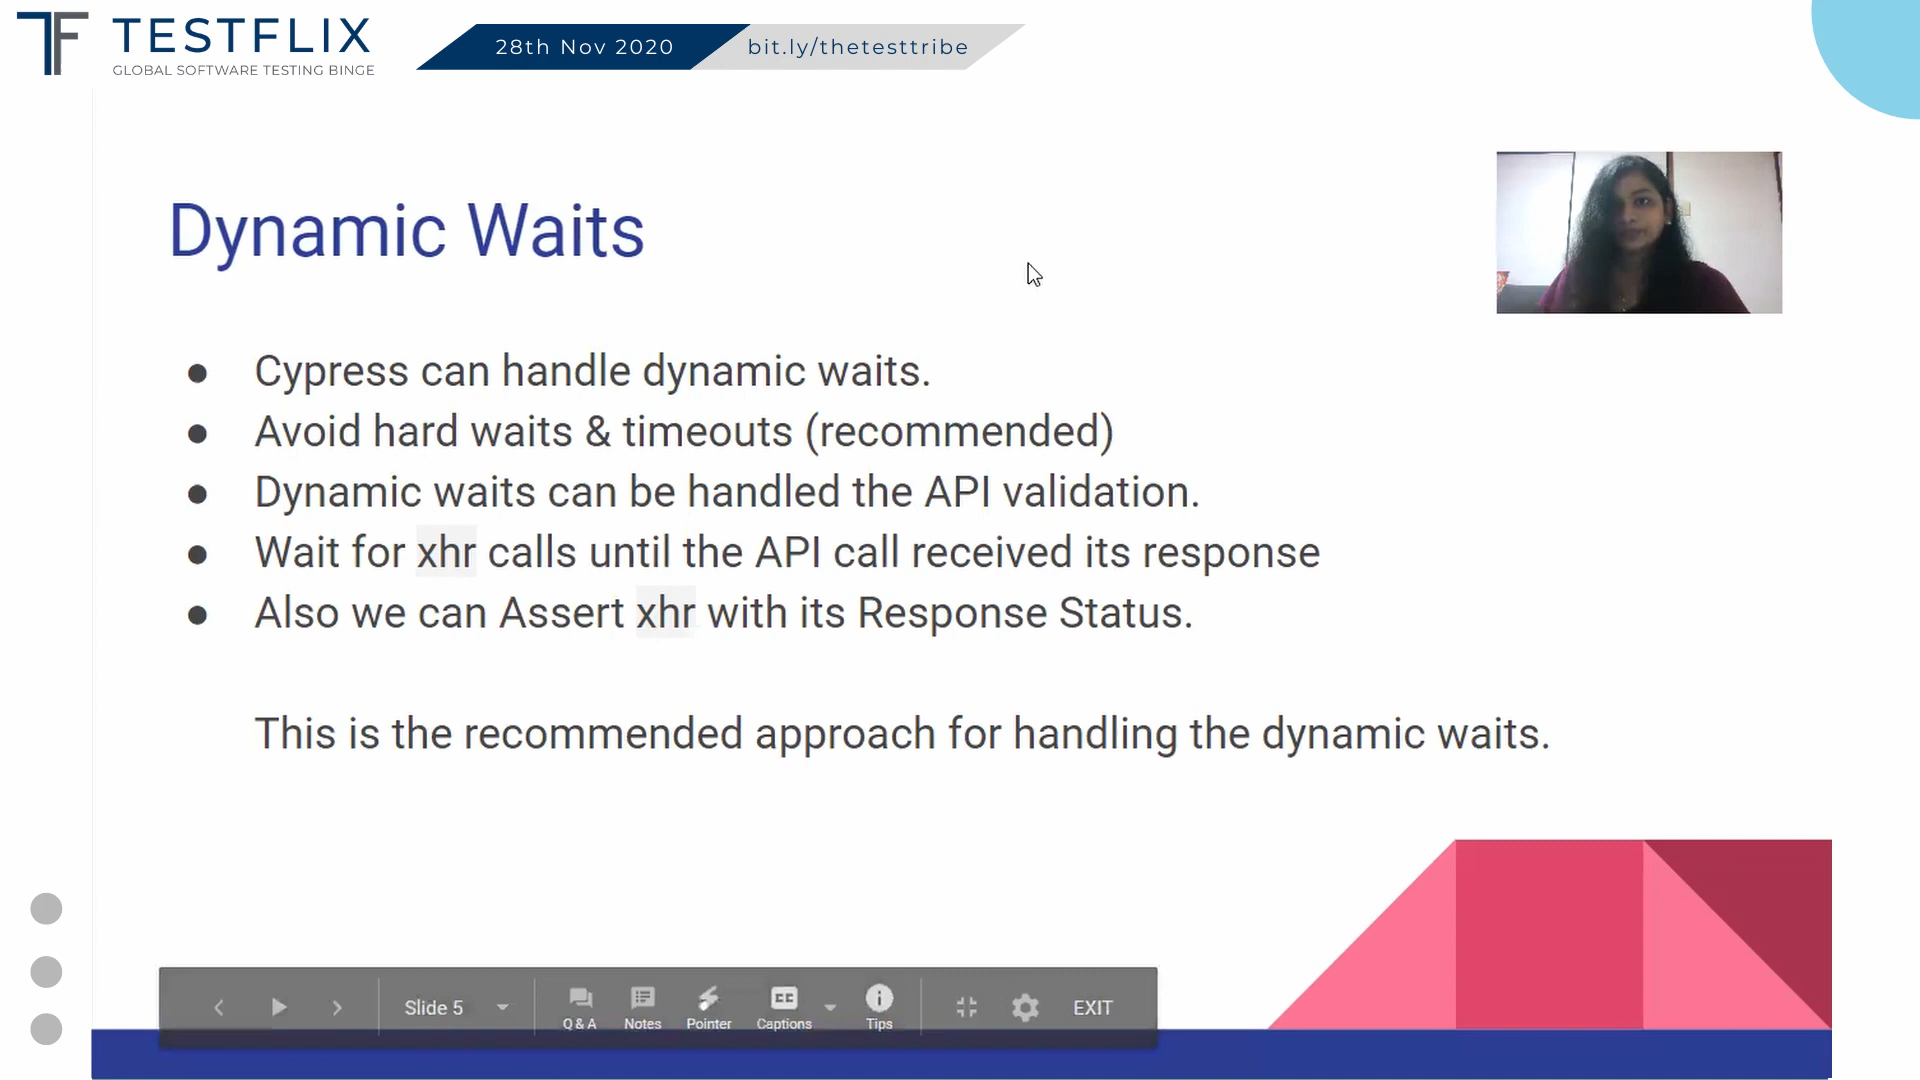 TF TESTFLIX
GLOBAL SOFTWARE TESTING BINGE
28th Nov 2020
bit.ly/thetesttribe
Dynamic Waits
● Cypress can handle dynamic waits.
● Avoid hard waits & timeouts (recommended)
● Dynamic waits can be handled the API validation.
● Wait for xhr calls until the API call received its response
● Also we can Assert xhr with its Response Status.
This is the recommended approach for handling the dynamic waits.
Slide 5
Q & A
Notes
Pointer
CC
Captions
Tips
EXIT